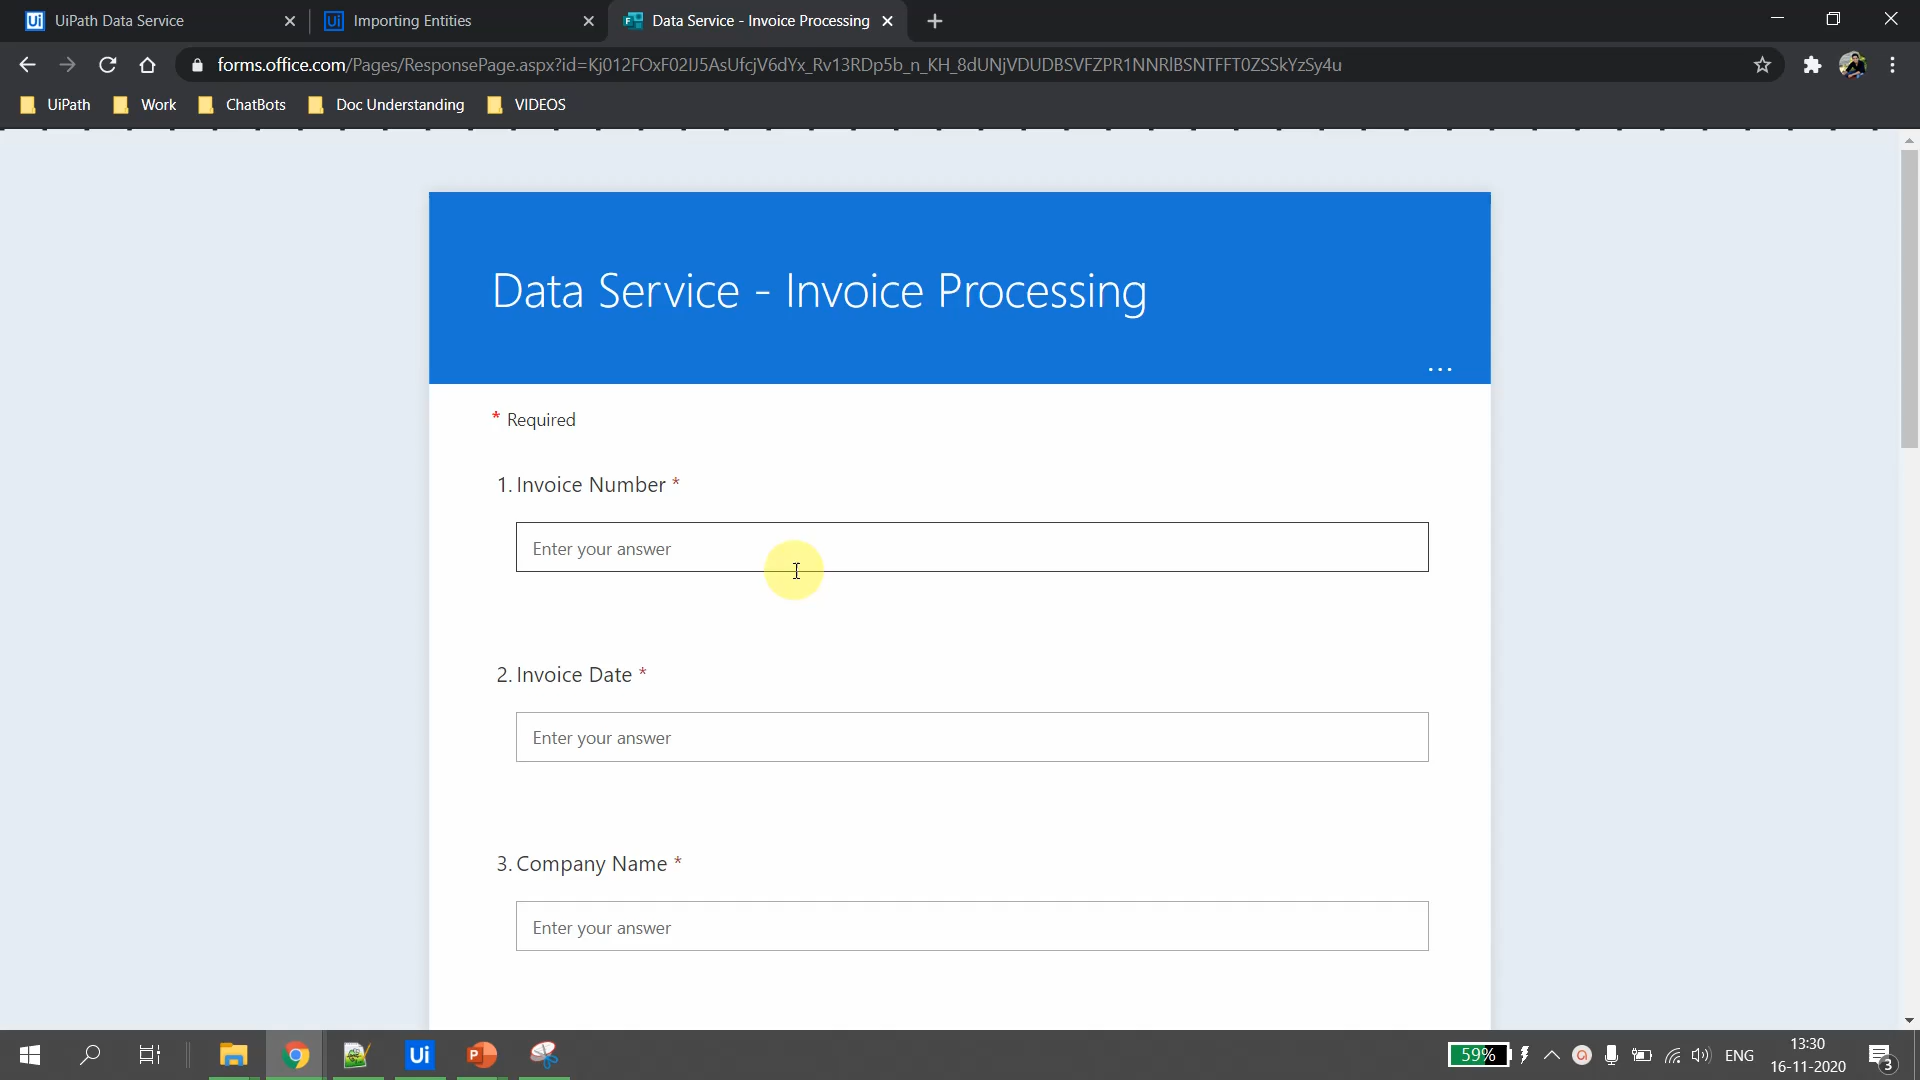 UiPath Data Service
Importing Entities
Data Service - Invoice Processing
forms.office.com/Pages/ResponsePage.aspx?id=Kj012FOxF02IJ5AsUfcjV6dYx_Rv13RDp5b_n_KH_8dUNjVDUDBSVFZPR1NNRlBSNTFFT0ZSSkYzSy4u
UiPath
Work
ChatBots
Doc Understanding
VIDEOS
Data Service - Invoice Processing
...
* Required
1. Invoice Number *
Enter your answer
2. Invoice Date *
Enter your answer
3. Company Name *
Enter your answer
59%
ENG
13:30
16-11-2020
3